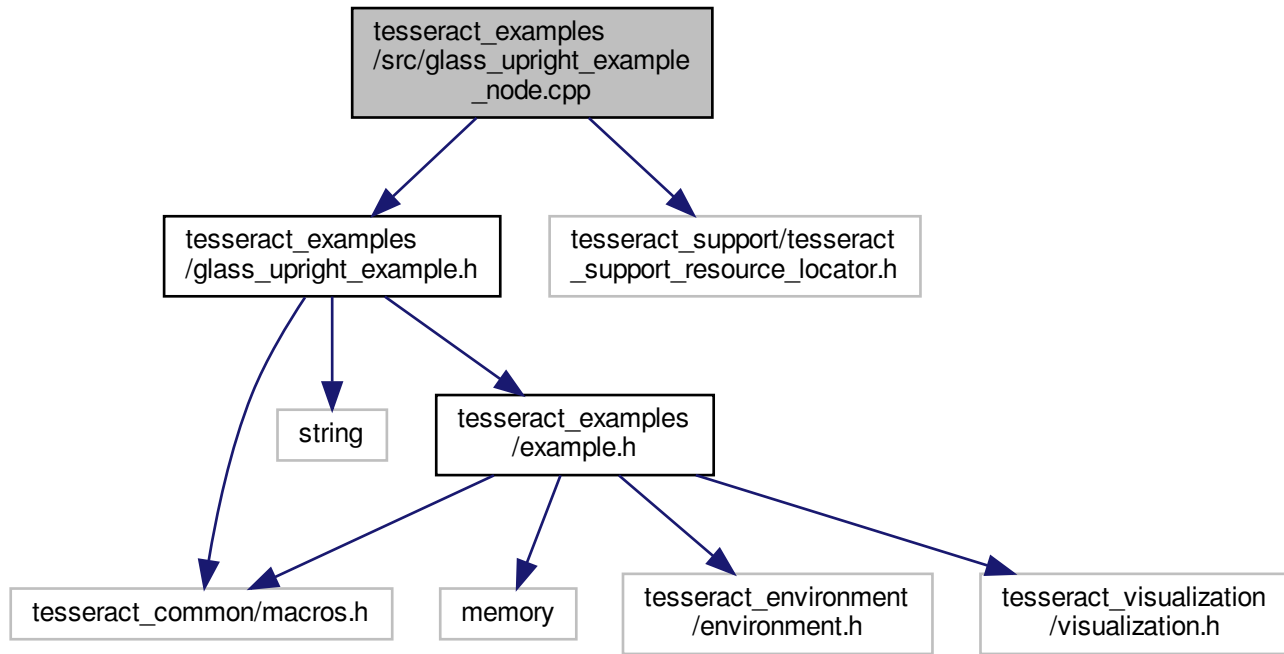 tesseract_examples
/src/glass_upright_example
_node.cpp
tesseract_examples
/glass_upright_example.h
tesseract_support/tesseract
_support_resource_locator.h
string
tesseract_examples
/example.h
tesseract_common/macros.h
memory
tesseract_environment
/environment.h
tesseract_visualization
/visualization.h